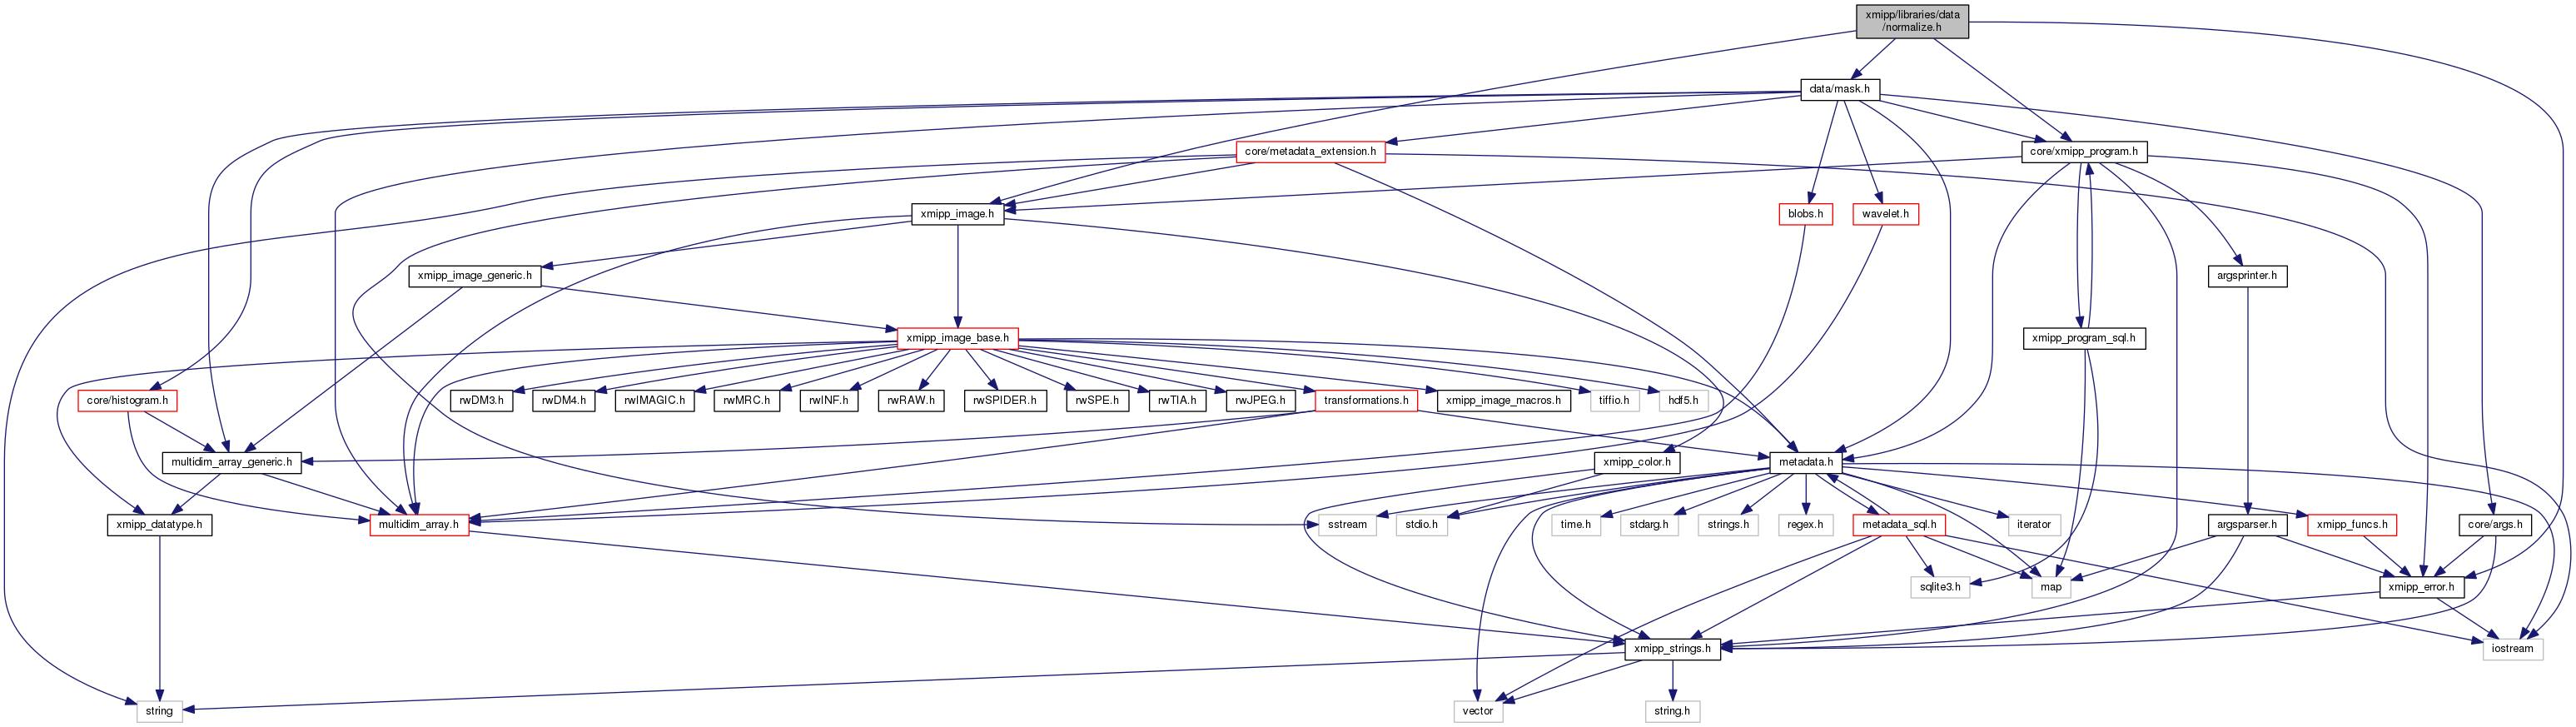 xmipp/libraries/data
/normalize.h
data/mask.h
core/metadata_extension.h
core/xmipp_program.h
xmipp_image.h
blobs.h
wavelet.h
xmipp_image_generic.h
argsprinter.h
xmipp_image_base.h
xmipp_program_sql.h
core/histogram.h
rwDM3.h
rwDM4.h
rwIMAGIC.h
rwMRC.h
rwINF.h
rwRAW.h
rwSPIDER.h
rwSPE.h
rwTIA.h
rwJPEG.h
transformations.h
xmipp_image_macros.h
tiffio.h
hdf5.h
multidim_array_generic.h
xmipp_color.h
metadata.h
xmipp_datatype.h
multidim_array.h
sstream
stdio.h
time.h
stdarg.h
strings.h
regex.h
metadata_sql.h
iterator
argsparser.h
xmipp_funcs.h
core/args.h
sqlite3.h
map
xmipp_error.h
xmipp_strings.h
iostream
string
vector
string.h